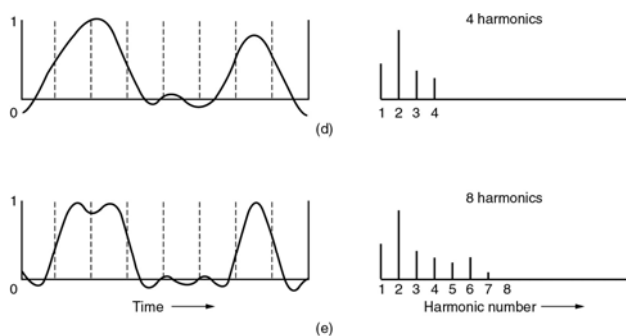 1
0
4 harmonics
1 2 3 4
(d)
1
0
8 harmonics
1 2 3 4 5 6 7 8
Time
Harmonic number
(e)